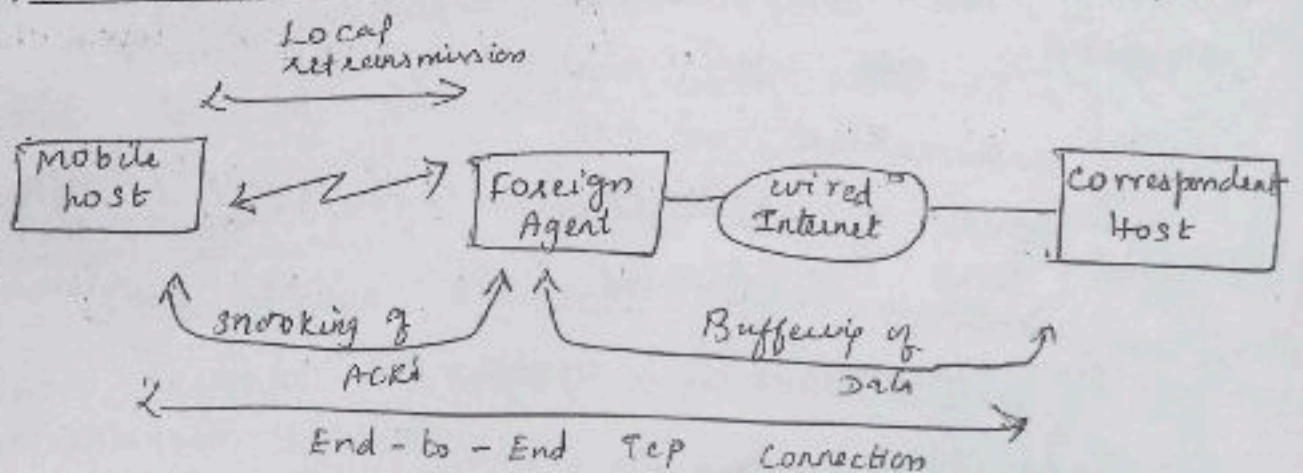 Local
retransmission
Mobile
host
Foreign
Agent
wired
Internet
Correspondent
Host
snooking of
ACKs
Buffering of
Data
End-to-End TCP Connection